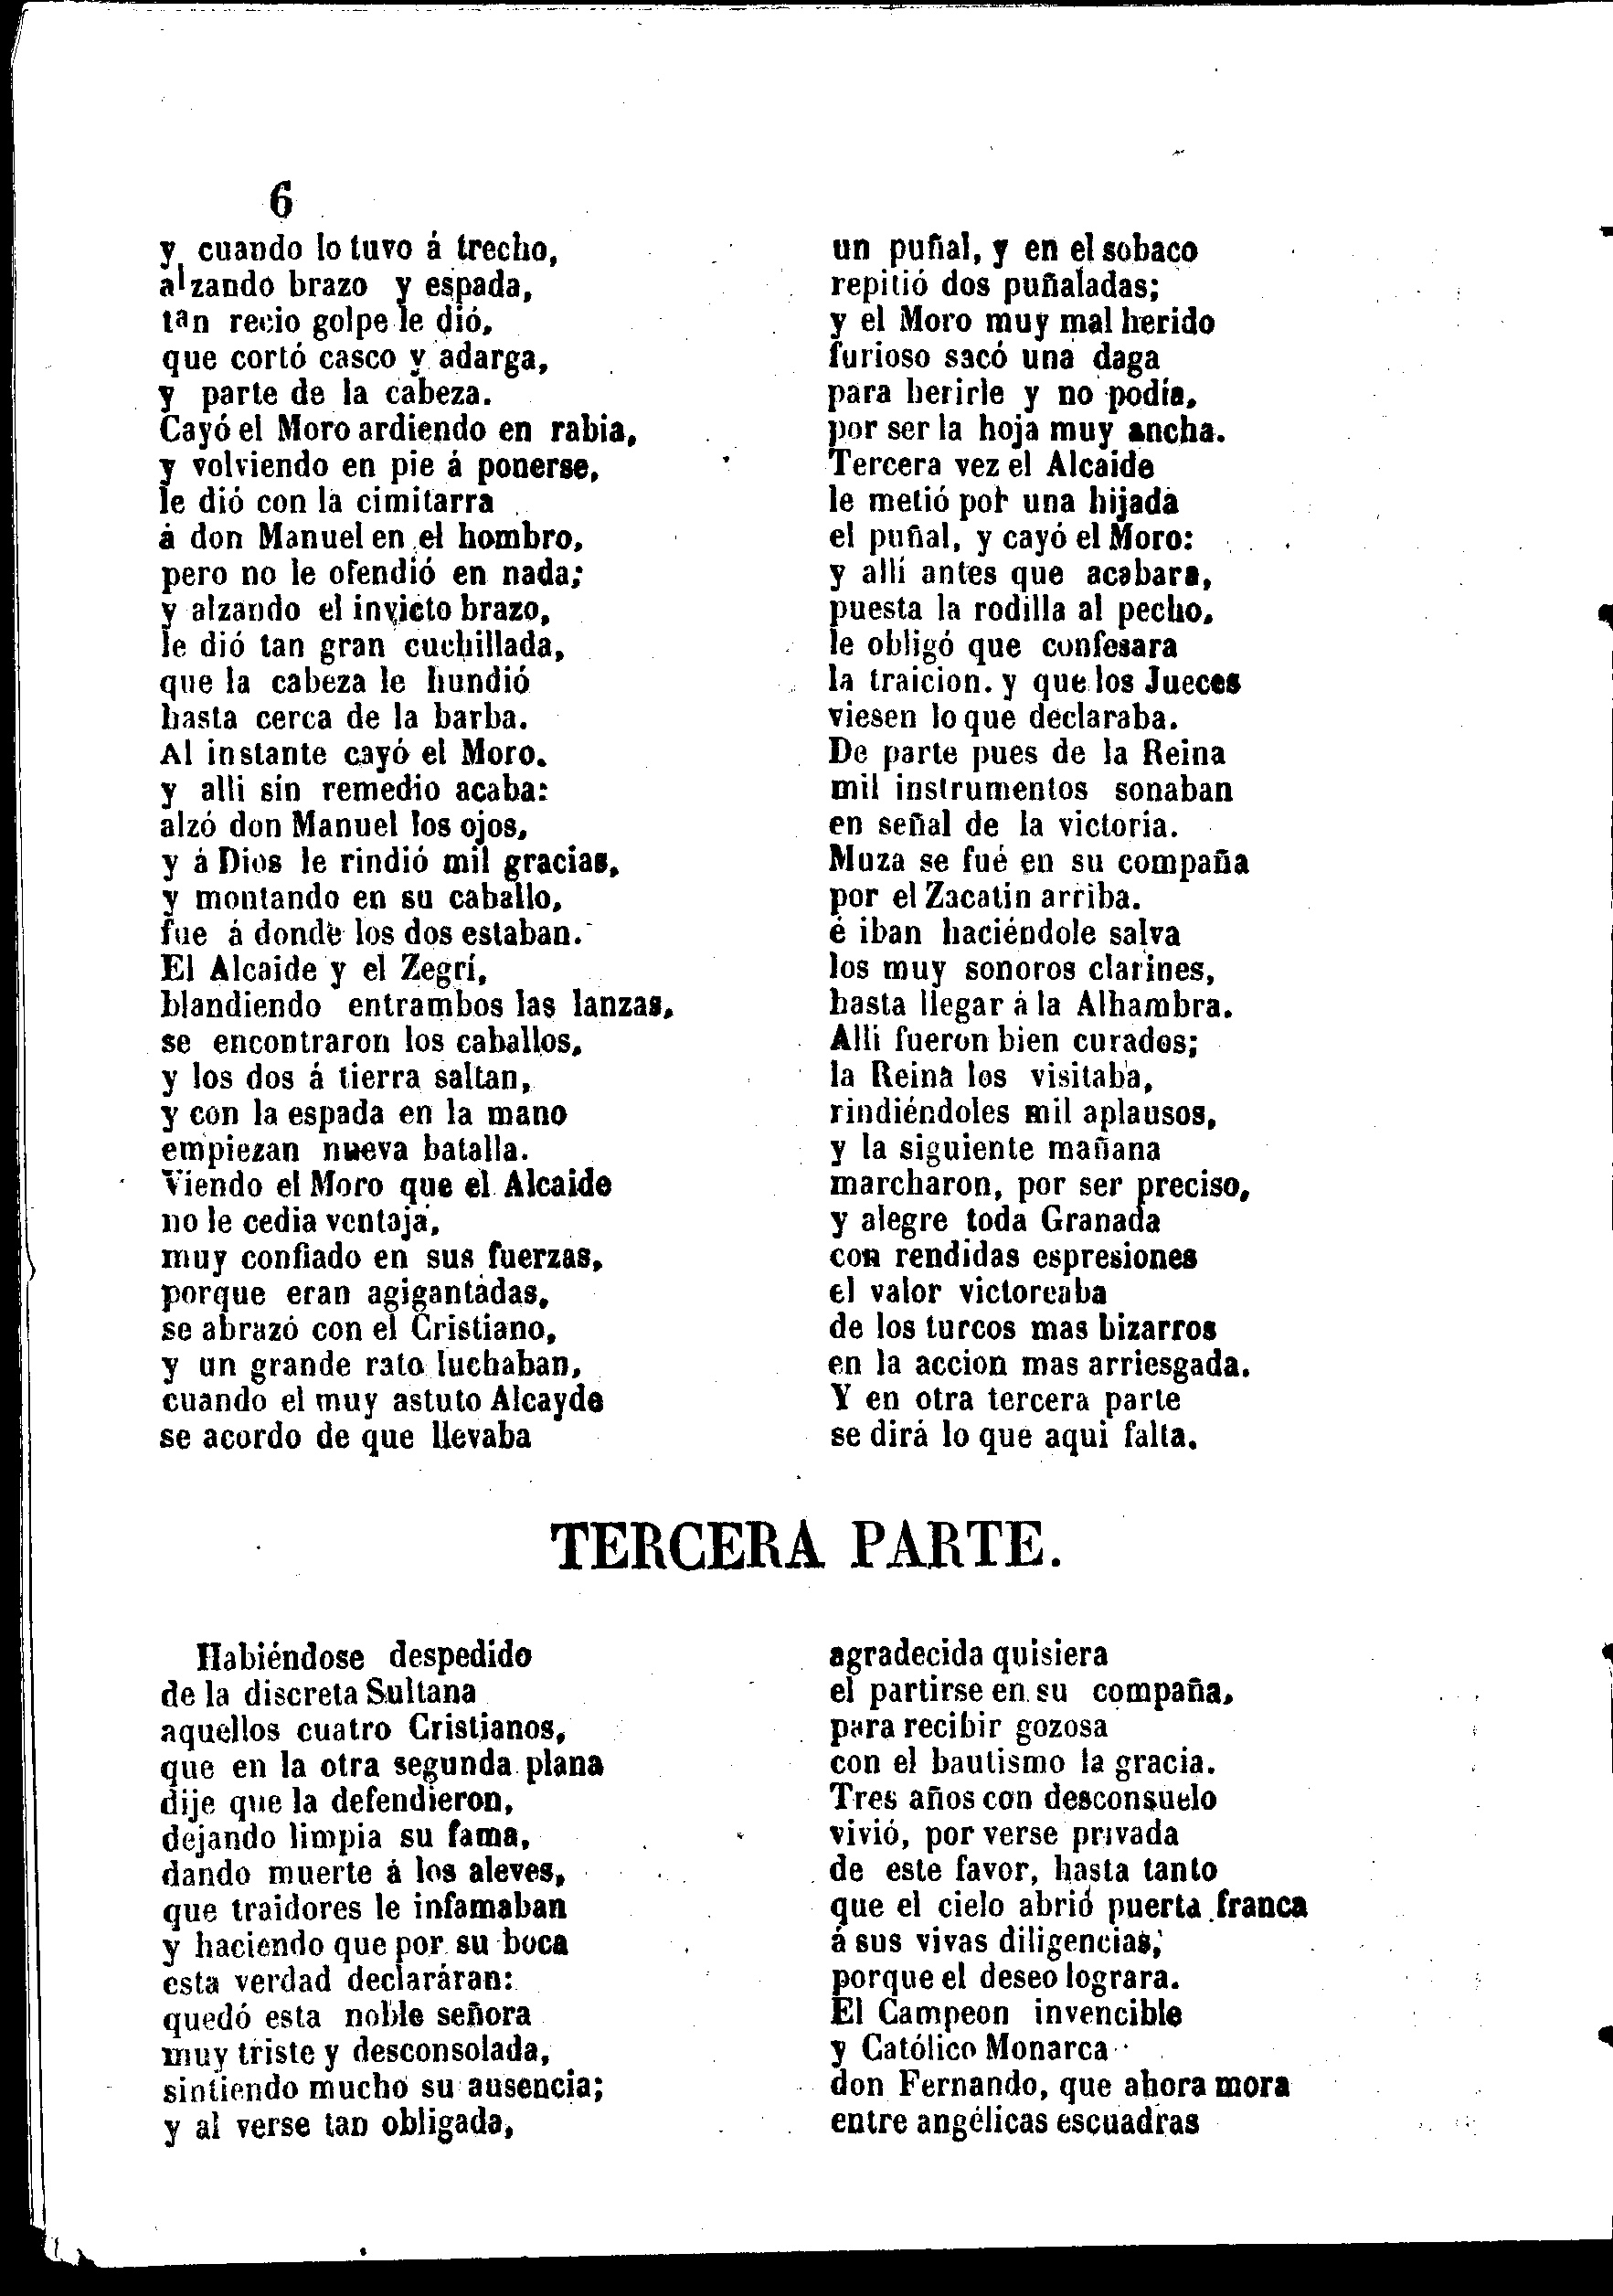 6
y cuando lo tuvo á trecho,
alzando brazo y espada,
tan recio golpe le dió,
que cortó casco y adarga,
y parte de la cabeza.
Cayó el Moro ardiendo en rabia,
y volviendo en pie á ponerse,
le dió con la cimitarra
á don Manuel en el hombro,
pero no le ofendió en nada;
y alzando el invicto brazo,
le dió tan gran cuchillada,
que la cabeza le hundió
hasta cerca de la barba.
Al instante cayó el Moro.
y alli sin remedio acaba:
alzó don Manuel los ojos,
y á Dios le rindió mil gracias,
y montando en su caballo,
fue á donde los dos estaban.
El Alcaide y el Zegrí,
blandiendo entrambos las lanzas,
se encontraron los caballos,
y los dos á tierra saltan,
y con la espada en la mano
empiezan nueva batalla.
Viendo el Moro que el Alcaide
no le cedia ventaja,
muy confiado en sus fuerzas,
porque eran agigantadas,
se abrazó con el Cristiano,
y un grande rato luchaban,
cuando el muy astuto Alcayde
se acordo de que llevaba
un puñal, y en el sobaco
repitió dos puñaladas;
y el Moro muy mal herido
furioso sacó una daga
para herirle y no podía,
por ser la hoja muy ancha.
Tercera vez el Alcaide
le metió por una hijada
el puñal, y cayó el Moro:
y allí antes que acabara,
puesta la rodilla al pecho,
le obligó que confesara
la traicion. y que los Jueces
viesen lo que declaraba.
De parte pues de la Reina
mil instrumentos sonaban
en señal de la victoria.
Muza se fué en su compaña
por el Zacatin arriba.
é iban haciéndole salva
los muy sonoros clarines,
hasta llegar á la Alhambra.
Alli fueron bien curados;
la Reina los visitaba,
rindiéndoles mil aplausos,
y la siguiente mañana
marcharon, por ser preciso,
y alegre toda Granada
con rendidas espresiones
el valor victoreaba
de los turcos mas bizarros
en la accion mas arriesgada.
Y en otra tercera parte
se dirá lo que aqui falta.
TERCERA PARTE.
Habiéndose despedido
de la discreta Sultana
aquellos cuatro Cristianos,
que en la otra segunda plana
dije que la defendieron,
dejando limpia su fama,
dando muerte á los aleves,
que traidores le infamaban
y haciendo que por su boca
esta verdad declaráran:
quedó esta noble señora
muy triste y desconsolada,
sintiendo mucho su ausencia;
y al verse tan obligada,
agradecida quisiera
el partirse en su compaña,
para recibir gozosa
con el bautismo la gracia.
Tres años con desconsuelo
vivió, por verse privada
de este favor, hasta tanto
que el cielo abrió puerta franca
á sus vivas diligencias,
porque el deseo lograra.
El Campeon invencible
y Católico Monarca
don Fernando, que ahora mora
entre angélicas escuadras